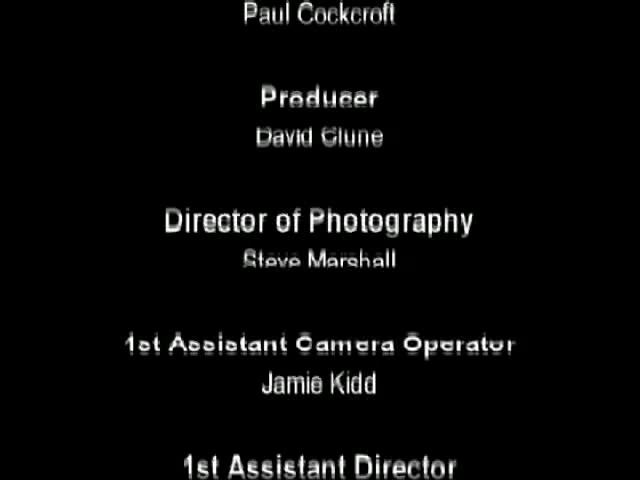 Paul Cockcroft
Producer
David Clune
Director of Photography
Steve Marshall
1st Assistant Camera Operator
Jamie Kidd
1st Assistant Director